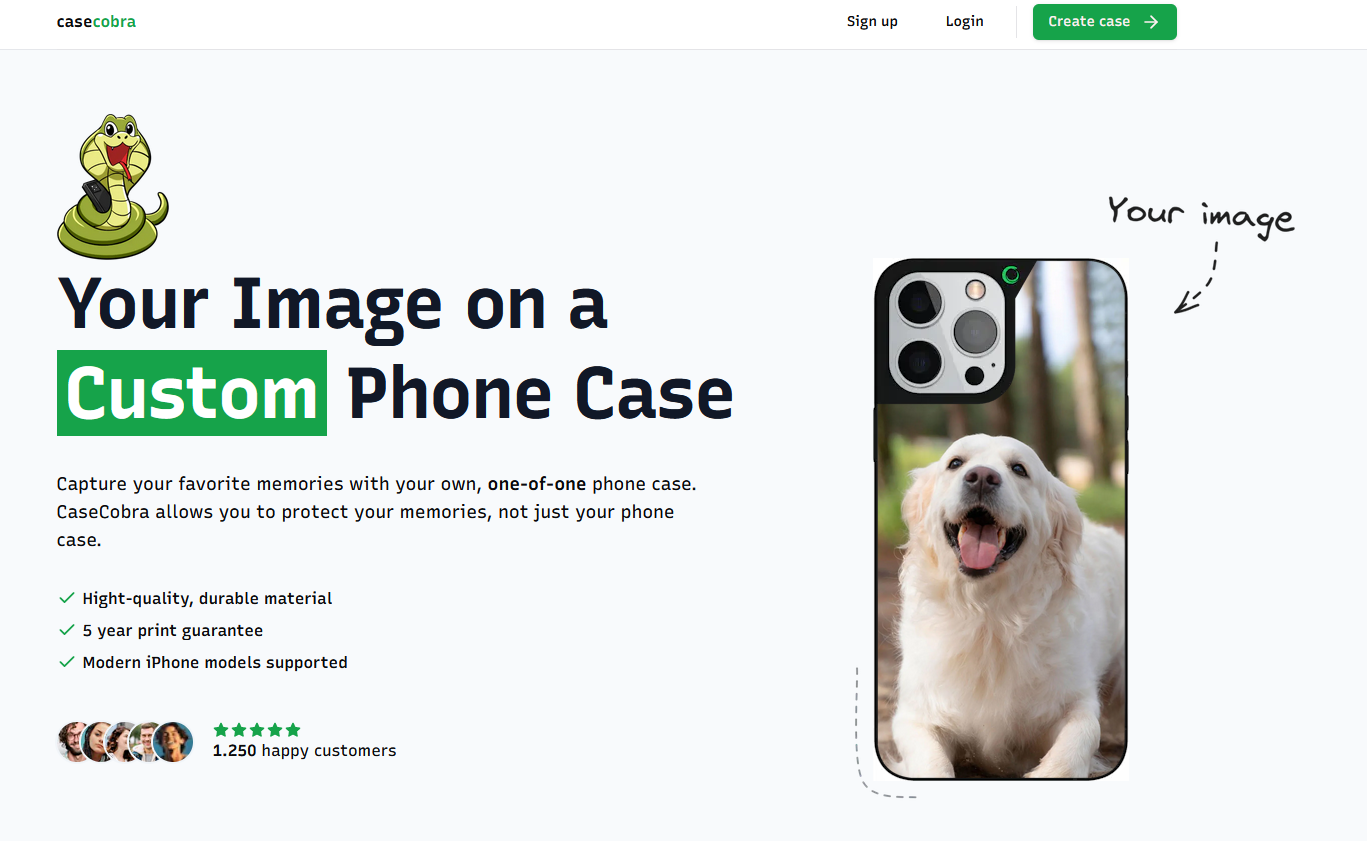 casecobra
Sign up
Login
Create case
Your image
Your Image on a
Custom Phone Case
Capture your favorite memories with your own, one-of-one phone case.
CaseCobra allows you to protect your memories, not just your phone
case.
Hight-quality, durable material
5 year print guarantee
Modern iPhone models supported
1.250 happy customers